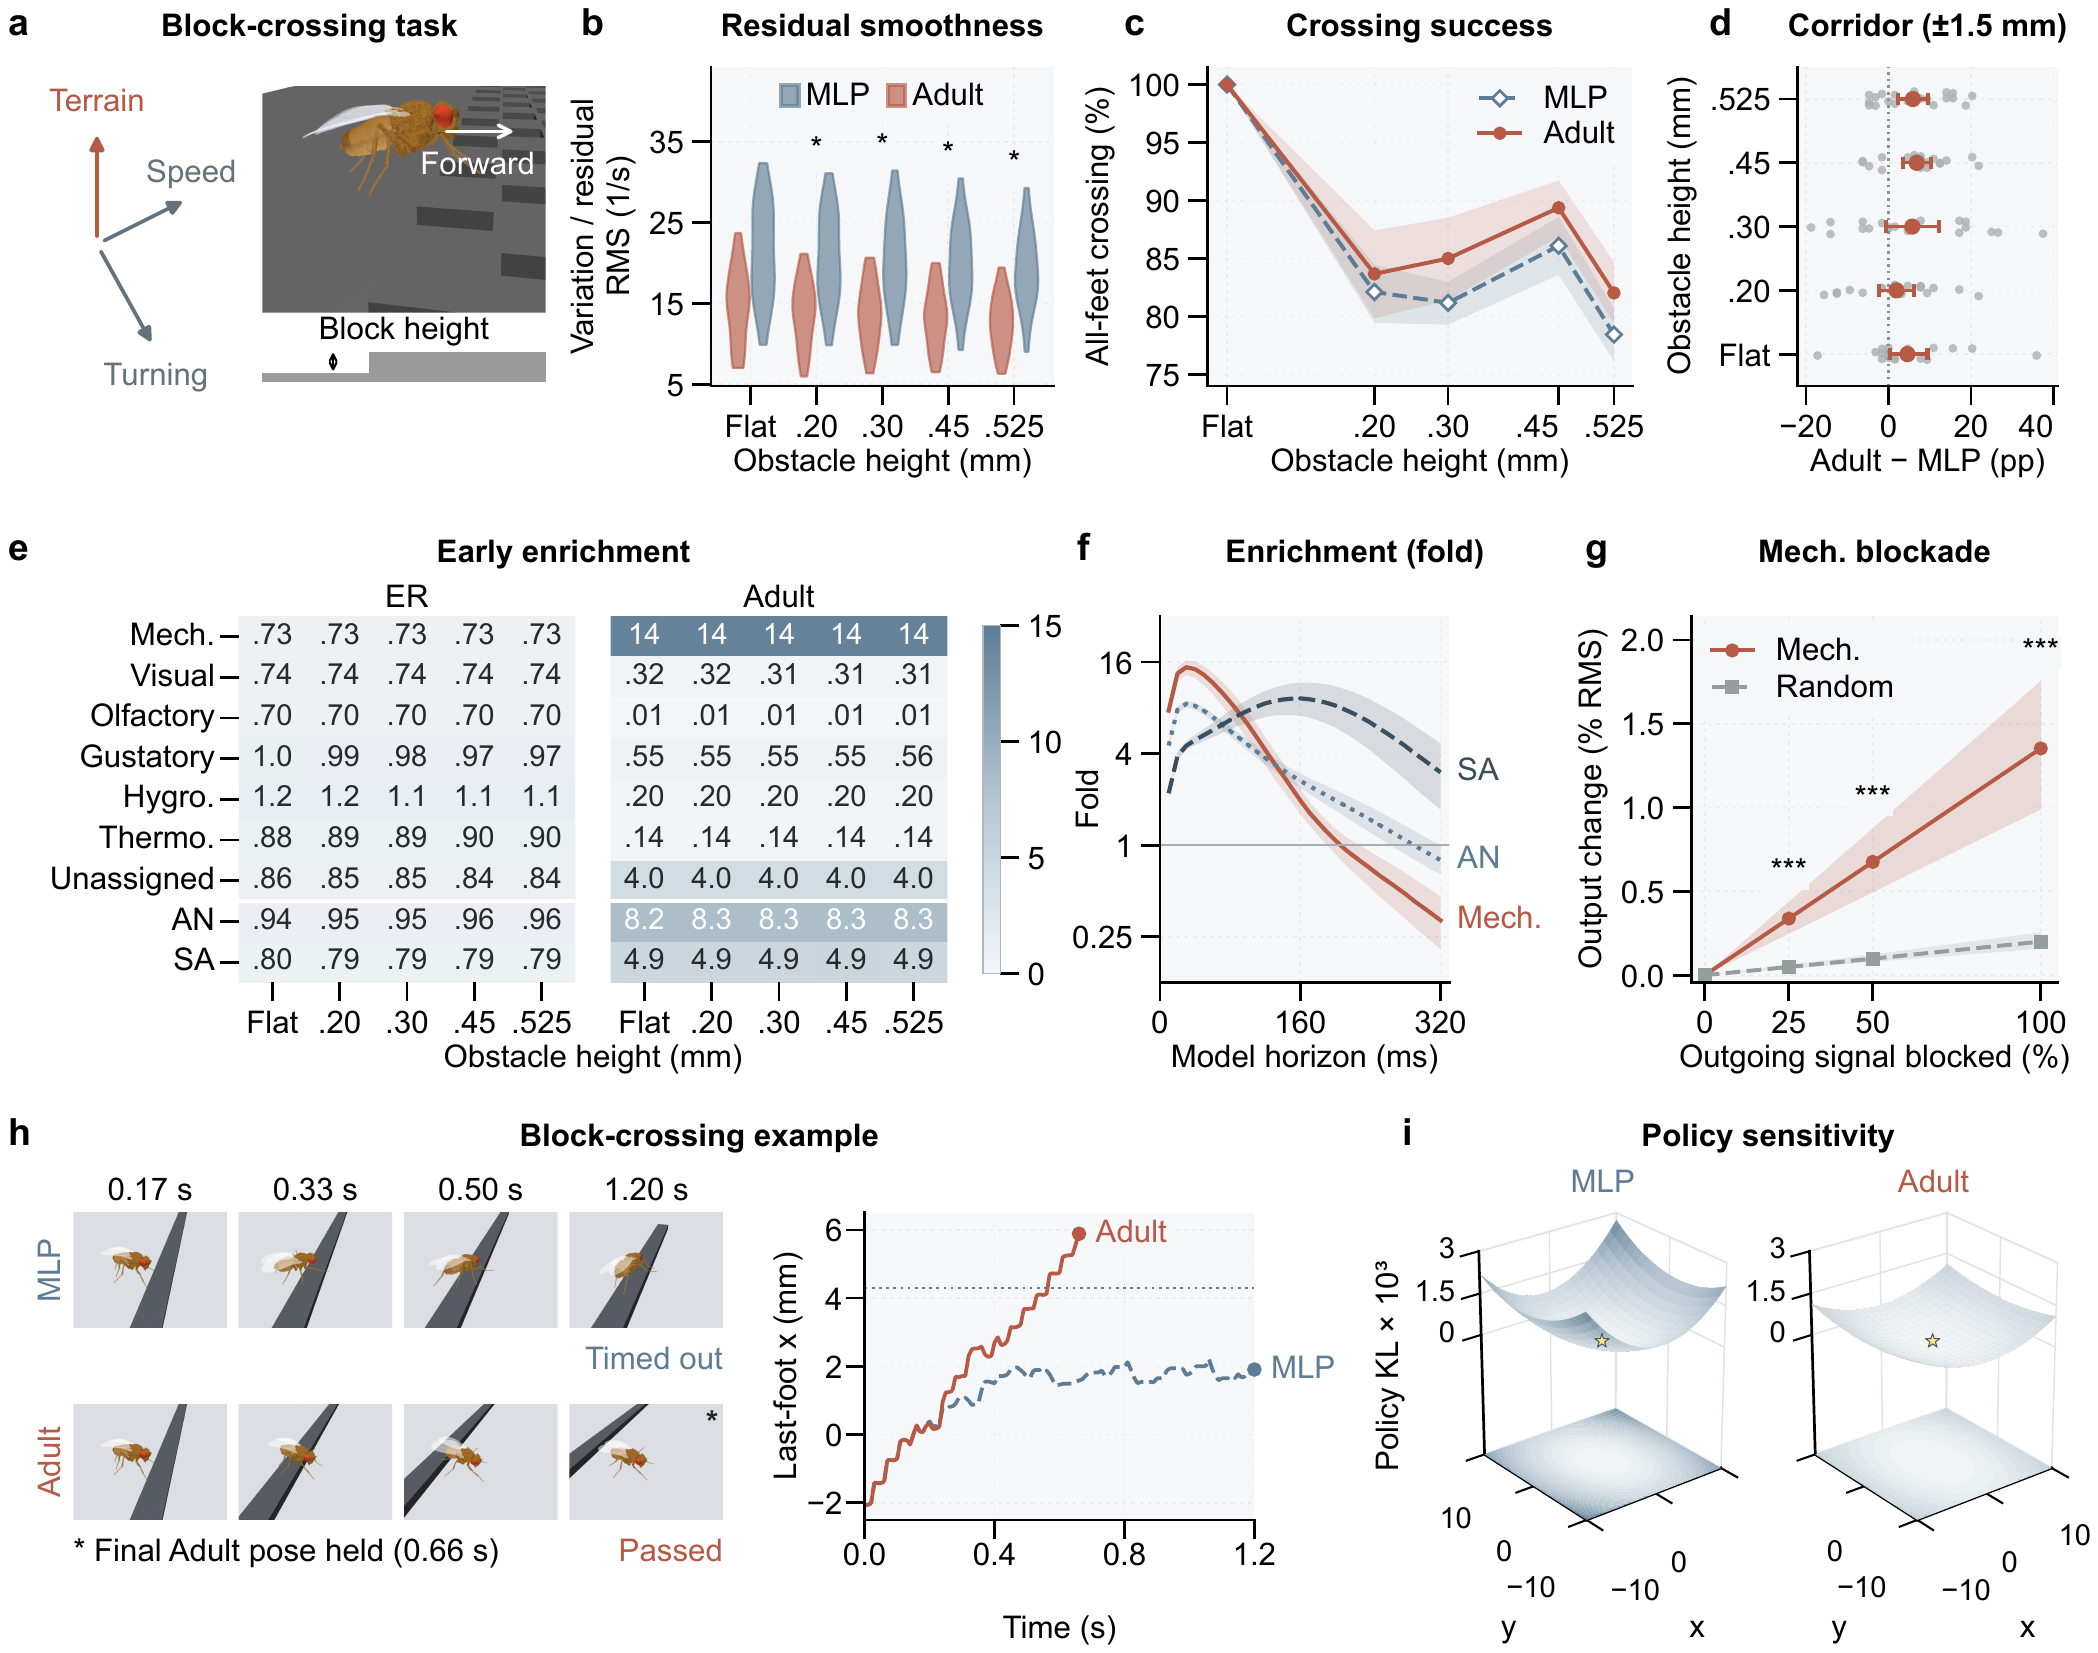 a Block-crossing task
Terrain
Speed
Turning
Forward
Block height
b Residual smoothness
MLP Adult
Variation / residual
RMS (1/s)
35
25
15
5
* * * *
Flat .20 .30 .45 .525
Obstacle height (mm)
c Crossing success
MLP
Adult
All-feet crossing (%)
100
95
90
85
80
75
Flat .20 .30 .45 .525
Obstacle height (mm)
d Corridor (±1.5 mm)
Obstacle height (mm)
.525
.45
.30
.20
Flat
−20 0 20 40
Adult − MLP (pp)
e Early enrichment
ER Adult
Mech. .73 .73 .73 .73 .73 14 14 14 14 14
Visual .74 .74 .74 .74 .74 .32 .32 .31 .31 .31
Olfactory .70 .70 .70 .70 .70 .01 .01 .01 .01 .01
Gustatory 1.0 .99 .98 .97 .97 .55 .55 .55 .55 .56
Hygro. 1.2 1.2 1.1 1.1 1.1 .20 .20 .20 .20 .20
Thermo. .88 .89 .89 .90 .90 .14 .14 .14 .14 .14
Unassigned .86 .85 .85 .84 .84 4.0 4.0 4.0 4.0 4.0
AN .94 .95 .95 .96 .96 8.2 8.3 8.3 8.3 8.3
SA .80 .79 .79 .79 .79 4.9 4.9 4.9 4.9 4.9
Flat .20 .30 .45 .525 Flat .20 .30 .45 .525
Obstacle height (mm)
15
10
5
0
f Enrichment (fold)
Fold
16
4
1
0.25
SA
AN
Mech.
0 160 320
Model horizon (ms)
g Mech. blockade
Output change (% RMS)
Mech.
Random
2.0
1.5
1.0
0.5
0.0
***
***
***
0 25 50 100
Outgoing signal blocked (%)
h Block-crossing example
0.17 s 0.33 s 0.50 s 1.20 s
MLP
Timed out
Adult
*
* Final Adult pose held (0.66 s) Passed
Last-foot x (mm)
6
4
2
0
−2
Adult
MLP
0.0 0.4 0.8 1.2
Time (s)
i Policy sensitivity
MLP Adult
Policy KL × 10³
3
1.5
0
10
0
−10
y
−10
0
x
3
1.5
0
0
−10
y
−10
0
10
x